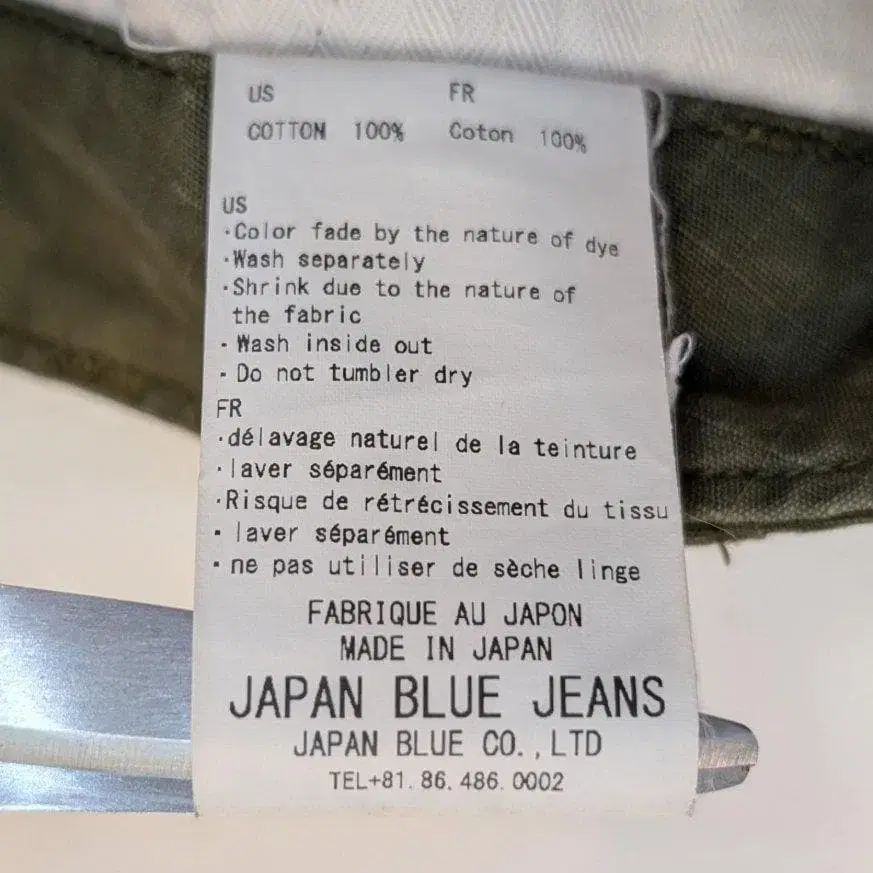 US FR
COTTON 100% Coton 100%
US
·Color fade by the nature of dye
·Wash separately
·Shrink due to the nature of
the fabric
·Wash inside out
·Do not tumbler dry
FR
·délavage naturel de la teinture
·laver séparément
·Risque de rétrécissement du tissu
·laver séparément
·ne pas utiliser de sèche linge
FABRIQUE AU JAPON
MADE IN JAPAN
JAPAN BLUE JEANS
JAPAN BLUE CO.,LTD
TEL+81.86.486.0002